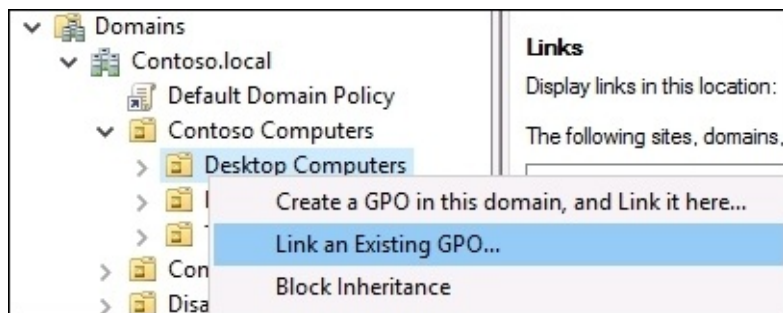 Domains
Contoso.local
Default Domain Policy
Contoso Computers
Desktop Computers
Create a GPO in this domain, and Link it here...
Link an Existing GPO...
Block Inheritance
Links
Display links in this location:
The following sites, domains,